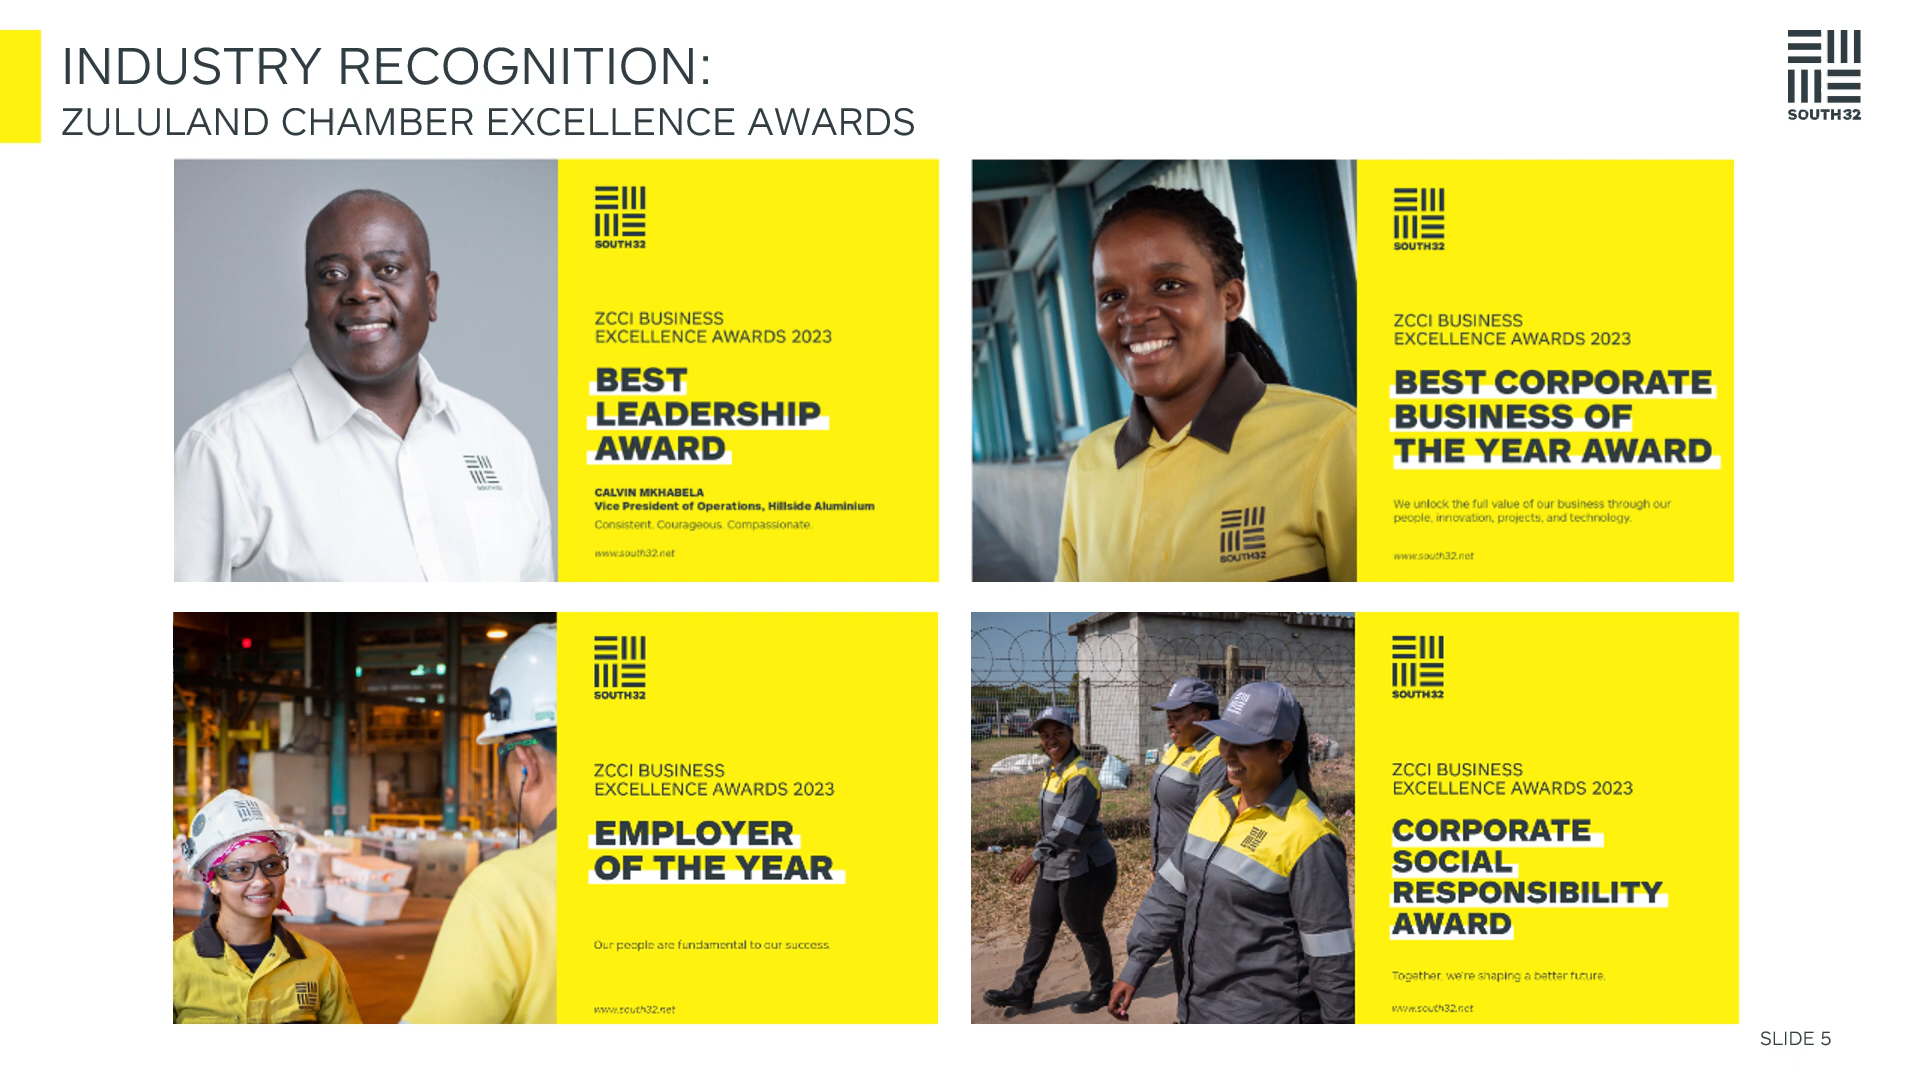 INDUSTRY RECOGNITION:
ZULULAND CHAMBER EXCELLENCE AWARDS
SOUTH32
SOUTH32
ZCCI BUSINESS
EXCELLENCE AWARDS 2023
BEST
LEADERSHIP
AWARD
CALVIN MKHABELA
Vice President of Operations, Hillside Aluminium
Consistent. Courageous. Compassionate.
www.south32.net
SOUTH32
SOUTH32
ZCCI BUSINESS
EXCELLENCE AWARDS 2023
BEST CORPORATE
BUSINESS OF
THE YEAR AWARD
We unlock the full value of our business through our
people, innovation, projects, and technology.
www.south32.net
SOUTH32
SOUTH32
ZCCI BUSINESS
EXCELLENCE AWARDS 2023
EMPLOYER
OF THE YEAR
Our people are fundamental to our success.
www.south32.net
SOUTH32
ZCCI BUSINESS
EXCELLENCE AWARDS 2023
CORPORATE
SOCIAL
RESPONSIBILITY
AWARD
Together, we're shaping a better future.
www.south32.net
SLIDE 5